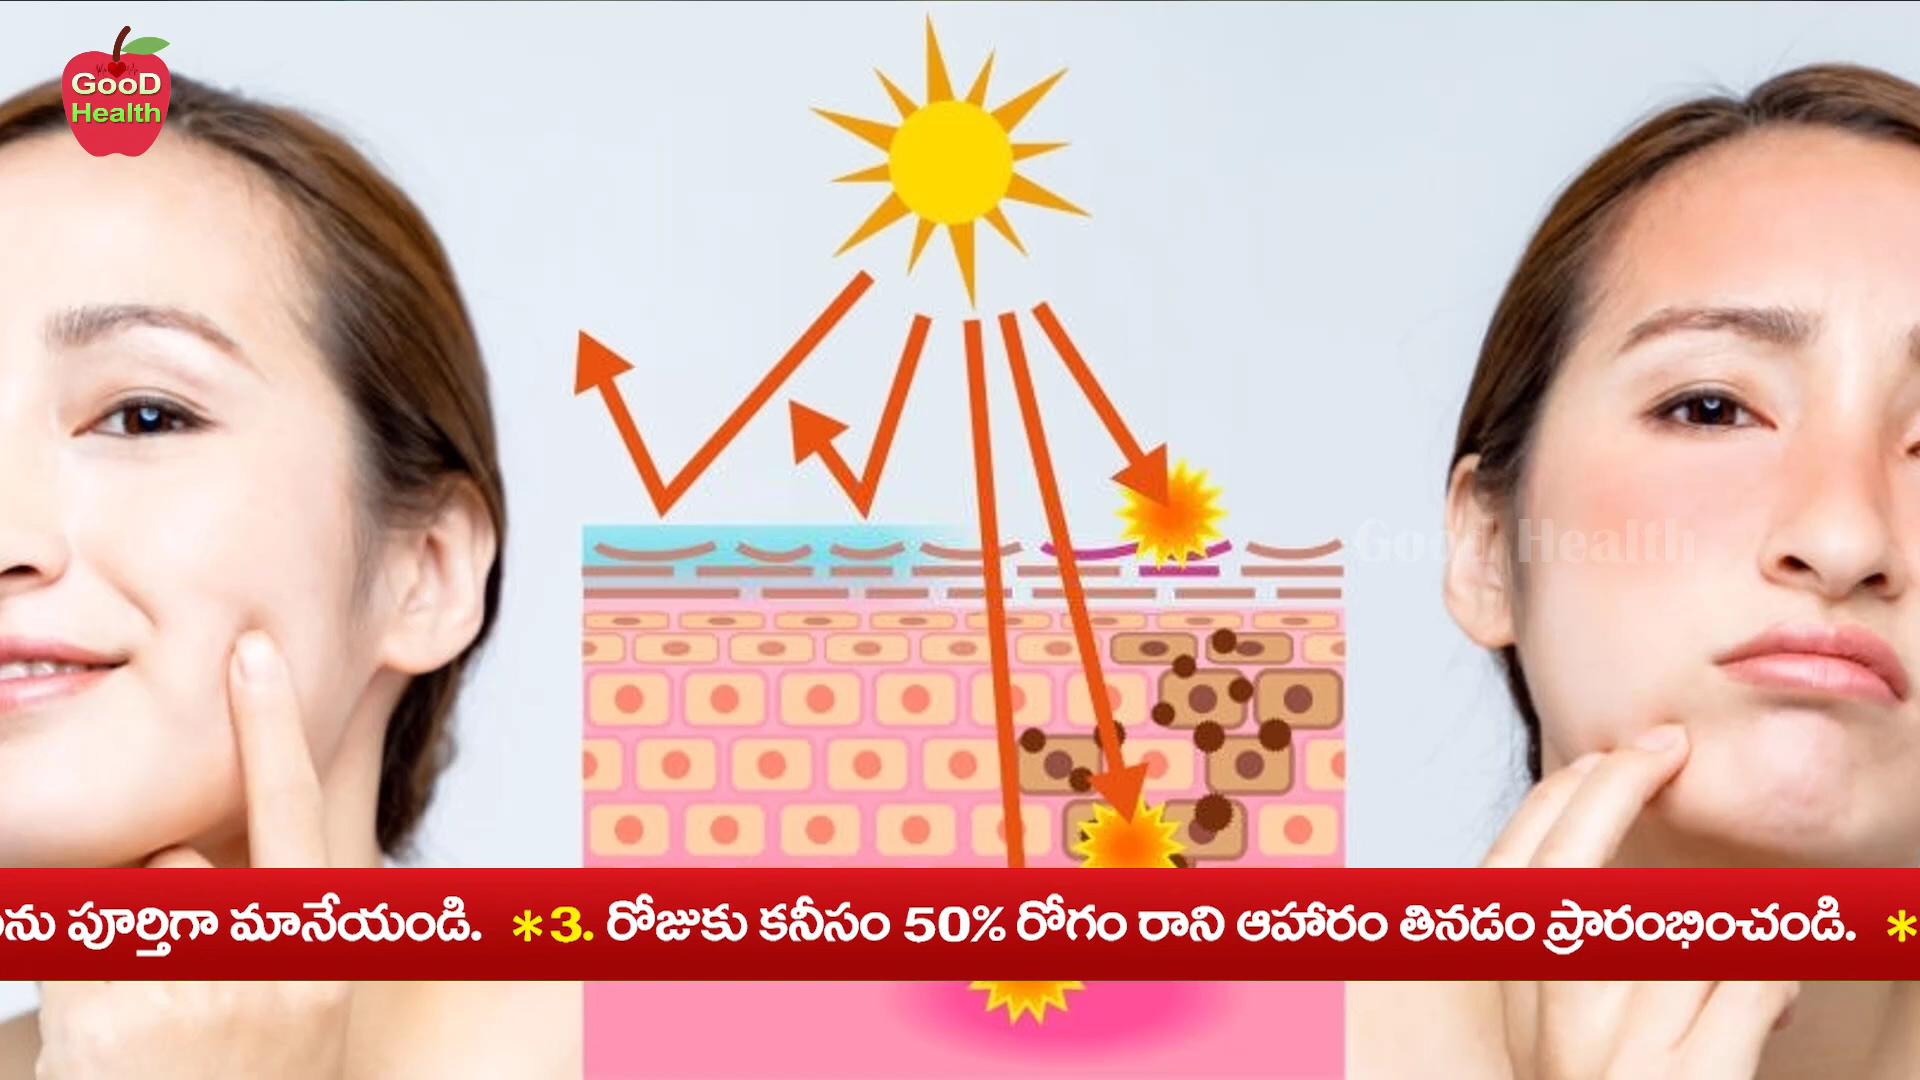 GooD
Health
Good Health
ను పూర్తిగా మానేయండి. *3. రోజుకు కనీసం 50% రోగం రాని ఆహారం తినడం ప్రారంభించండి. *